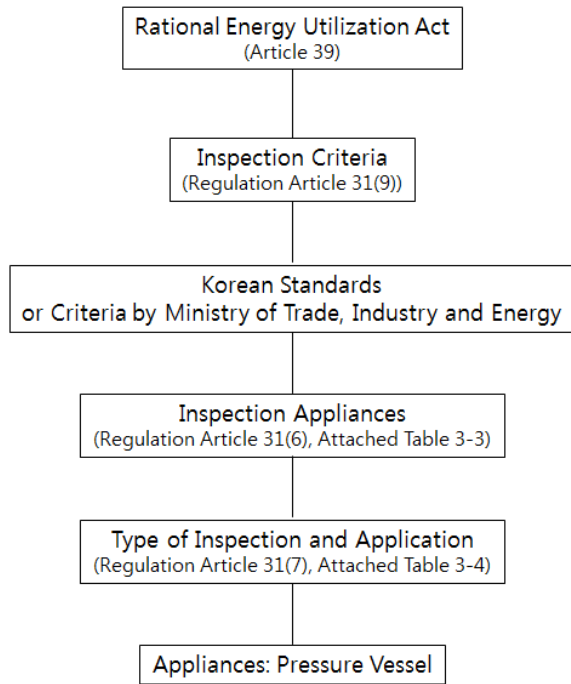 Rational Energy Utilization Act
(Article 39)
Inspection Criteria
(Regulation Article 31(9))
Korean Standards
or Criteria by Ministry of Trade, Industry and Energy
Inspection Appliances
(Regulation Article 31(6), Attached Table 3-3)
Type of Inspection and Application
(Regulation Article 31(7), Attached Table 3-4)
Appliances: Pressure Vessel